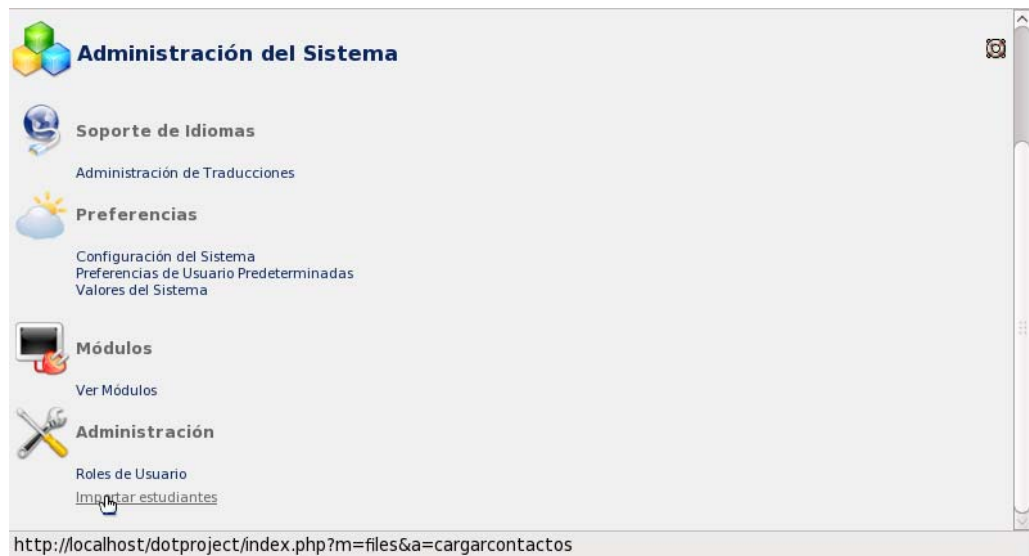 Administración del Sistema
Soporte de Idiomas
Administración de Traducciones
Preferencias
Configuración del Sistema
Preferencias de Usuario Predeterminadas
Valores del Sistema
Módulos
Ver Módulos
Administración
Roles de Usuario
Importar estudiantes
http://localhost/dotproject/index.php?m=files&a=cargarcontactos